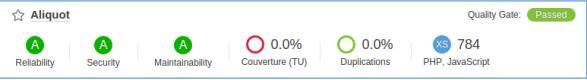 Aliquot Quality Gate: Passed
A A A 0.0% 0.0% XS 784
Reliability Security Maintainability Couverture (TU) Duplications PHP, JavaScript